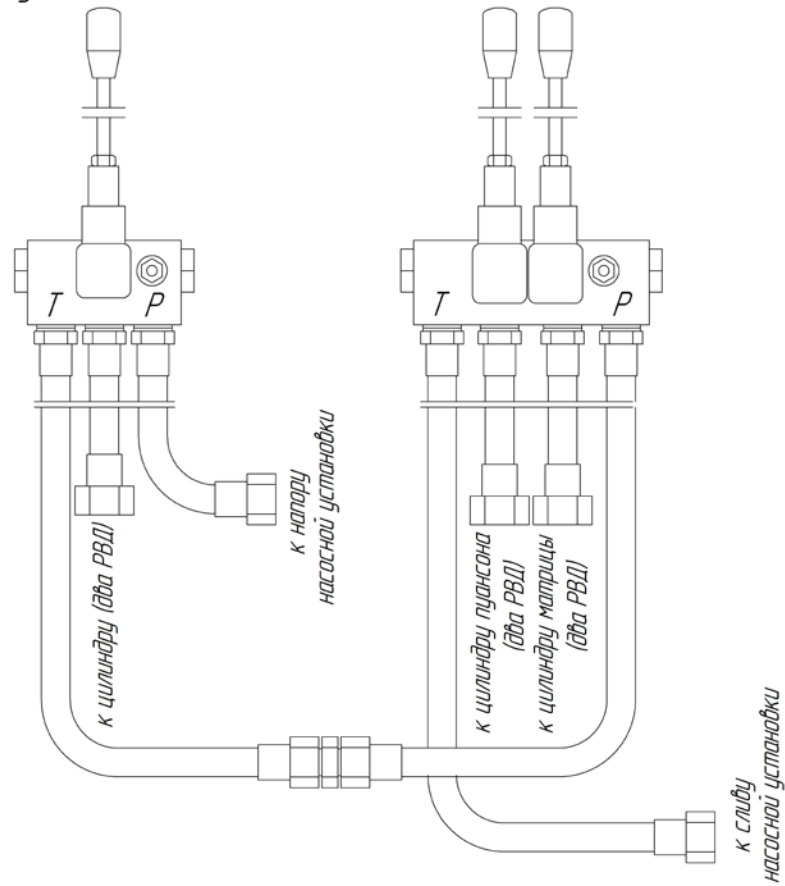 T
P
T
P
к напору
насосной установки
к цилиндру (два РВД)
к цилиндру пуансона
(два РВД)
к цилиндру матрицы
(два РВД)
к сливу
насосной установки